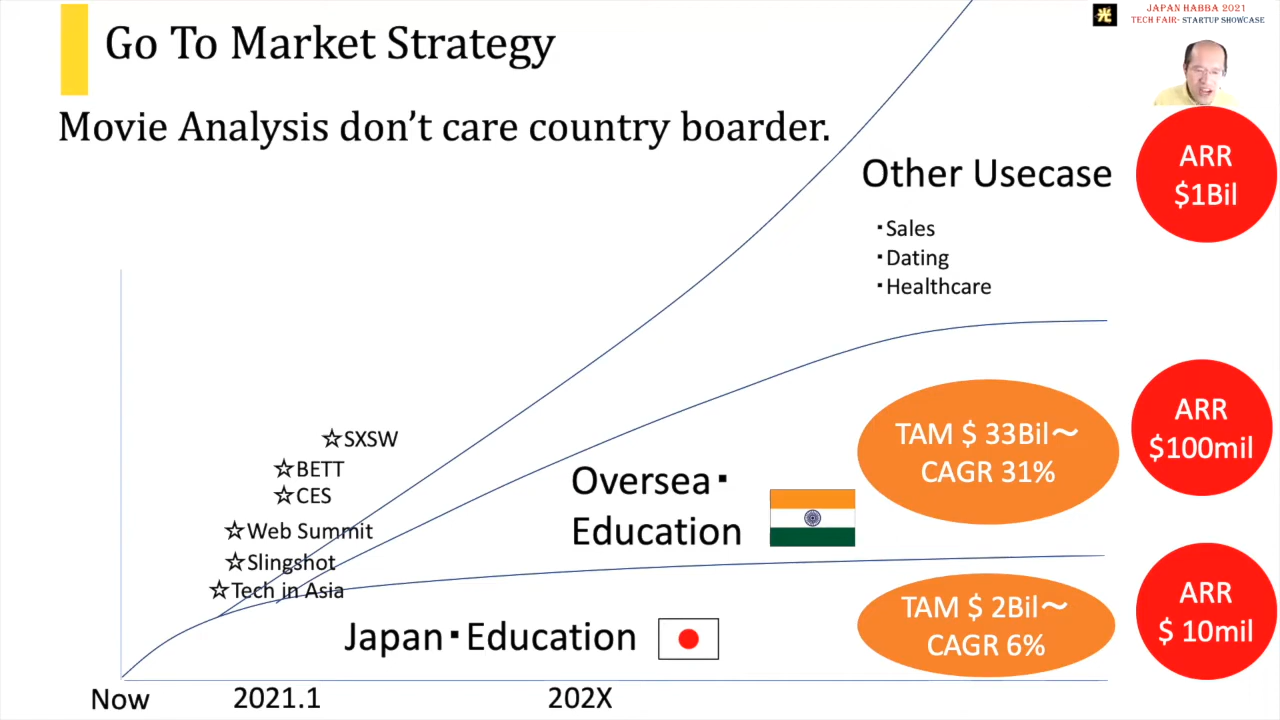 光
JAPAN HABBA 2021
TECH FAIR- STARTUP SHOWCASE
Go To Market Strategy
Movie Analysis don't care country boarder.
Other Usecase
・Sales
・Dating
・Healthcare
ARR
$1Bil
☆SXSW
☆BETT
☆CES
☆Web Summit
☆Slingshot
☆Tech in Asia
Oversea・
Education
TAM $ 33Bil～
CAGR 31%
ARR
$100mil
Japan・Education
TAM $ 2Bil～
CAGR 6%
ARR
$ 10mil
Now
2021.1
202X